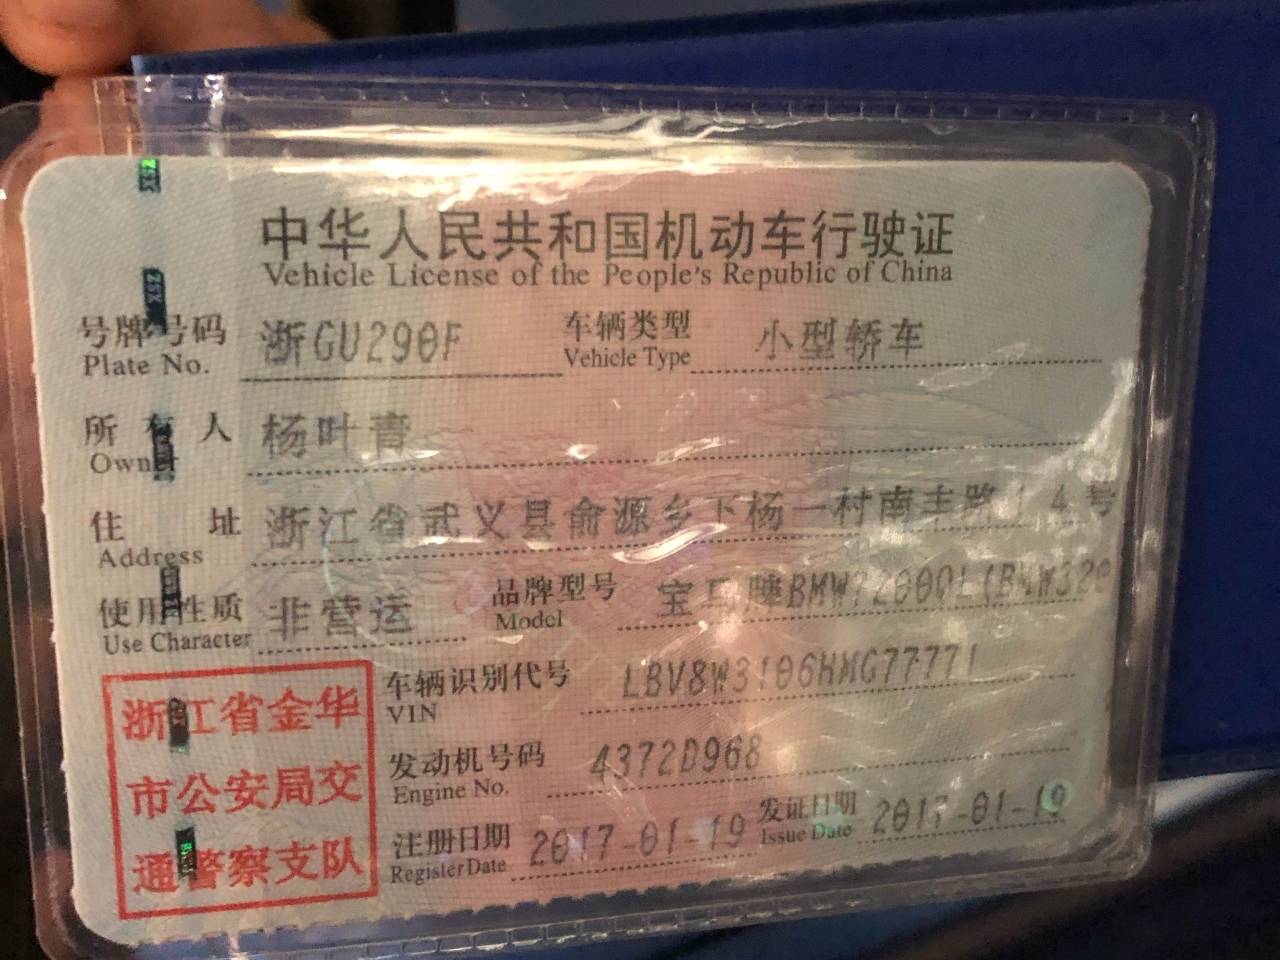 中华人民共和国机动车行驶证
Vehicle License of the People's Republic of China
号牌号码 浙GU290F 车辆类型 小型轿车
Plate No. Vehicle Type
所有人 杨叶青
Owner
住址 浙江省武义县俞源乡下杨一村南丰路14号
Address
使用性质 非营运 品牌型号 宝马牌BMW7200OL(BMW320
Use Character Model
车辆识别代号 LBV8W3106HMG77771
VIN
发动机号码 4372D968
Engine No.
注册日期 2017-01-19 发证日期 2017-01-19
Register Date Issue Date
浙江省金华
市公安局交
通警察支队